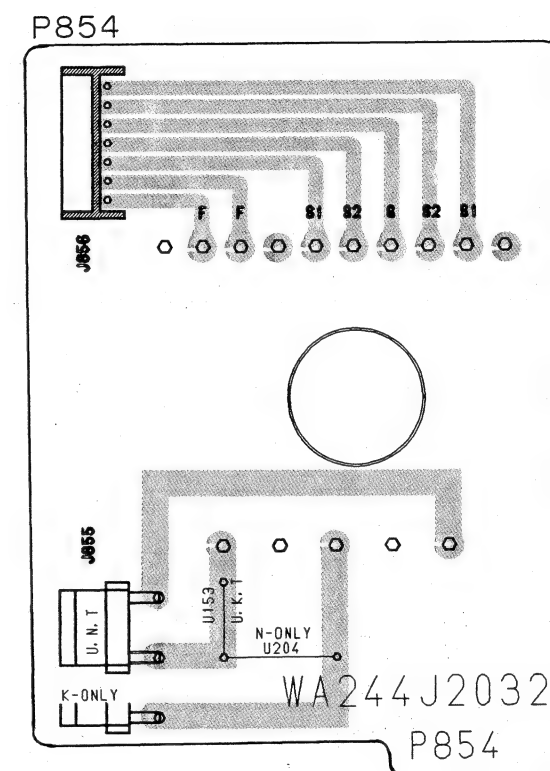 P854
F F S1 S2 S S2 S1
J856
J855
U. N. T
U153
U. K. T
N-ONLY
U204
K-ONLY
WA244J2032
P854